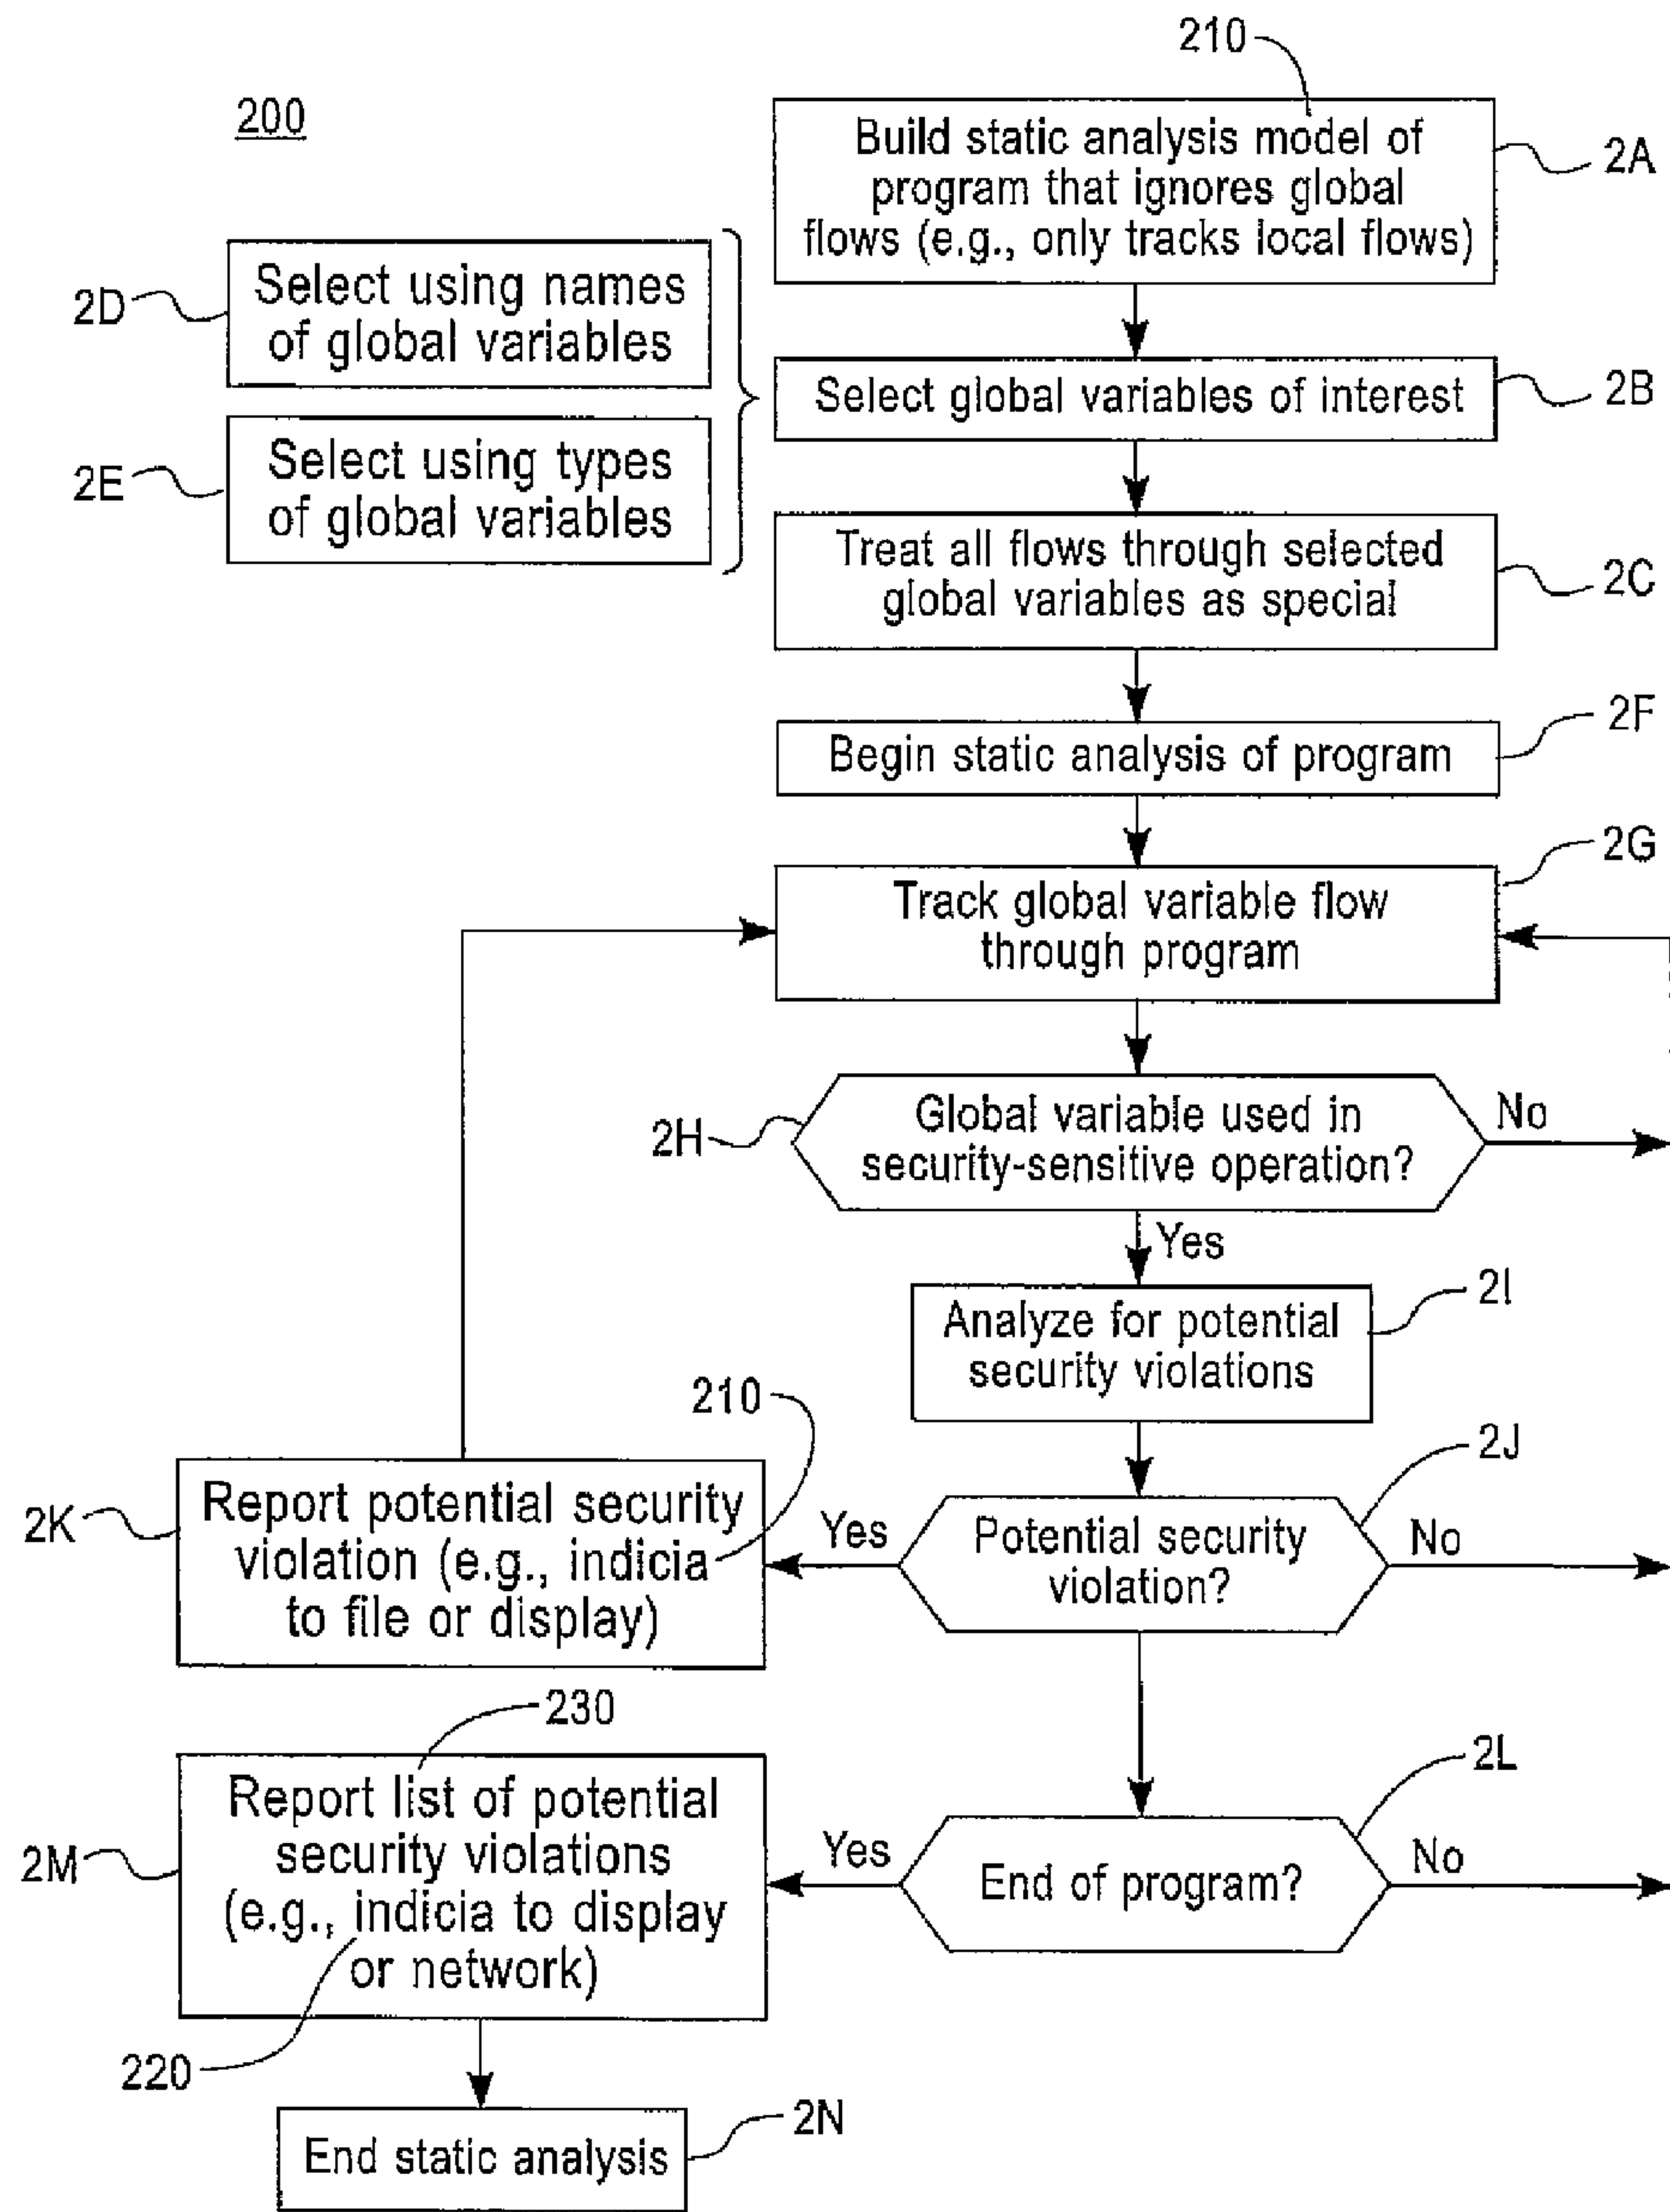 210
200
Build static analysis model of
program that ignores global
flows (e.g., only tracks local flows)
2A
2D
Select using names
of global variables
Select global variables of interest
2B
2E
Select using types
of global variables
Treat all flows through selected
global variables as special
2C
2F
Begin static analysis of program
2G
Track global variable flow
through program
2H
Global variable used in
security-sensitive operation?
No
Yes
2I
Analyze for potential
security violations
210
2J
2K
Report potential security
violation (e.g., indicia
to file or display)
Yes
Potential security
violation?
No
230
2L
2M
Report list of potential
security violations
(e.g., indicia to display
or network)
Yes
End of program?
No
220
2N
End static analysis